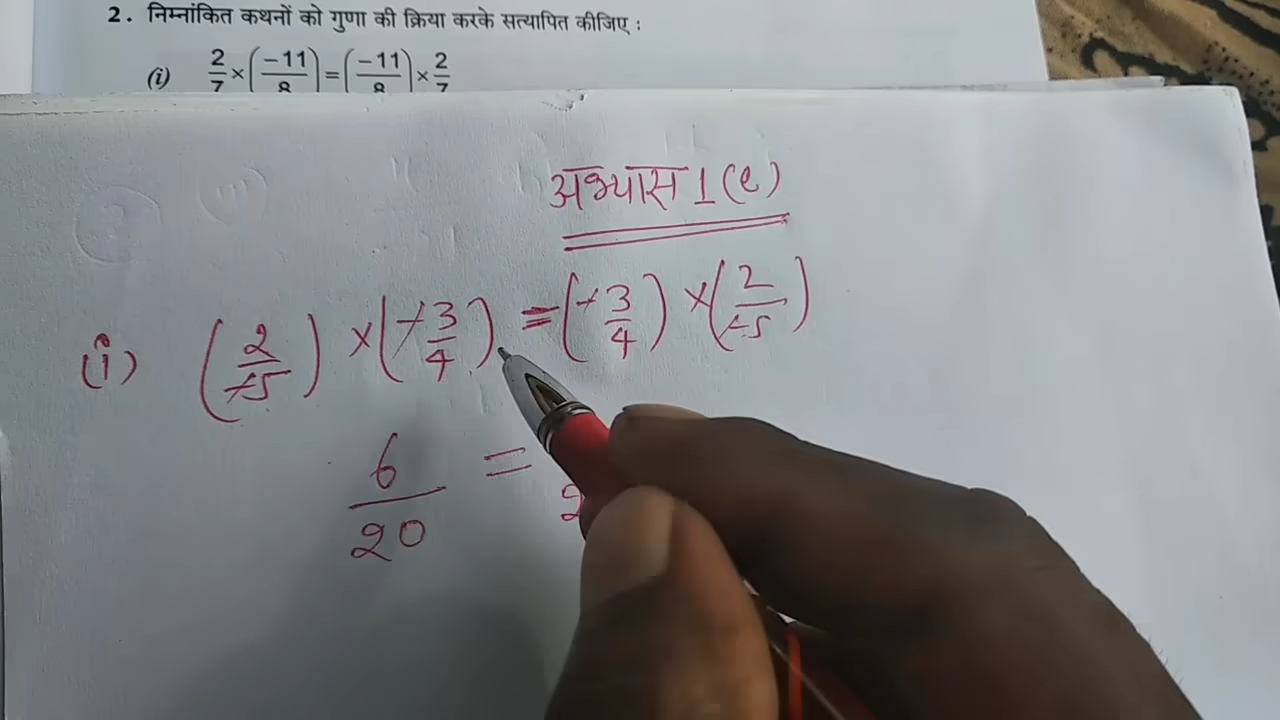 2. निम्नांकित कथनों को गुणा की क्रिया करके सत्यापित कीजिए :
(i) 2/7 × (-11/8) = (-11/8) × 2/7
अभ्यास 1 (e)
(i) (2/-5) × (-3/4) = (-3/4) × (2/-5)
6/20 =